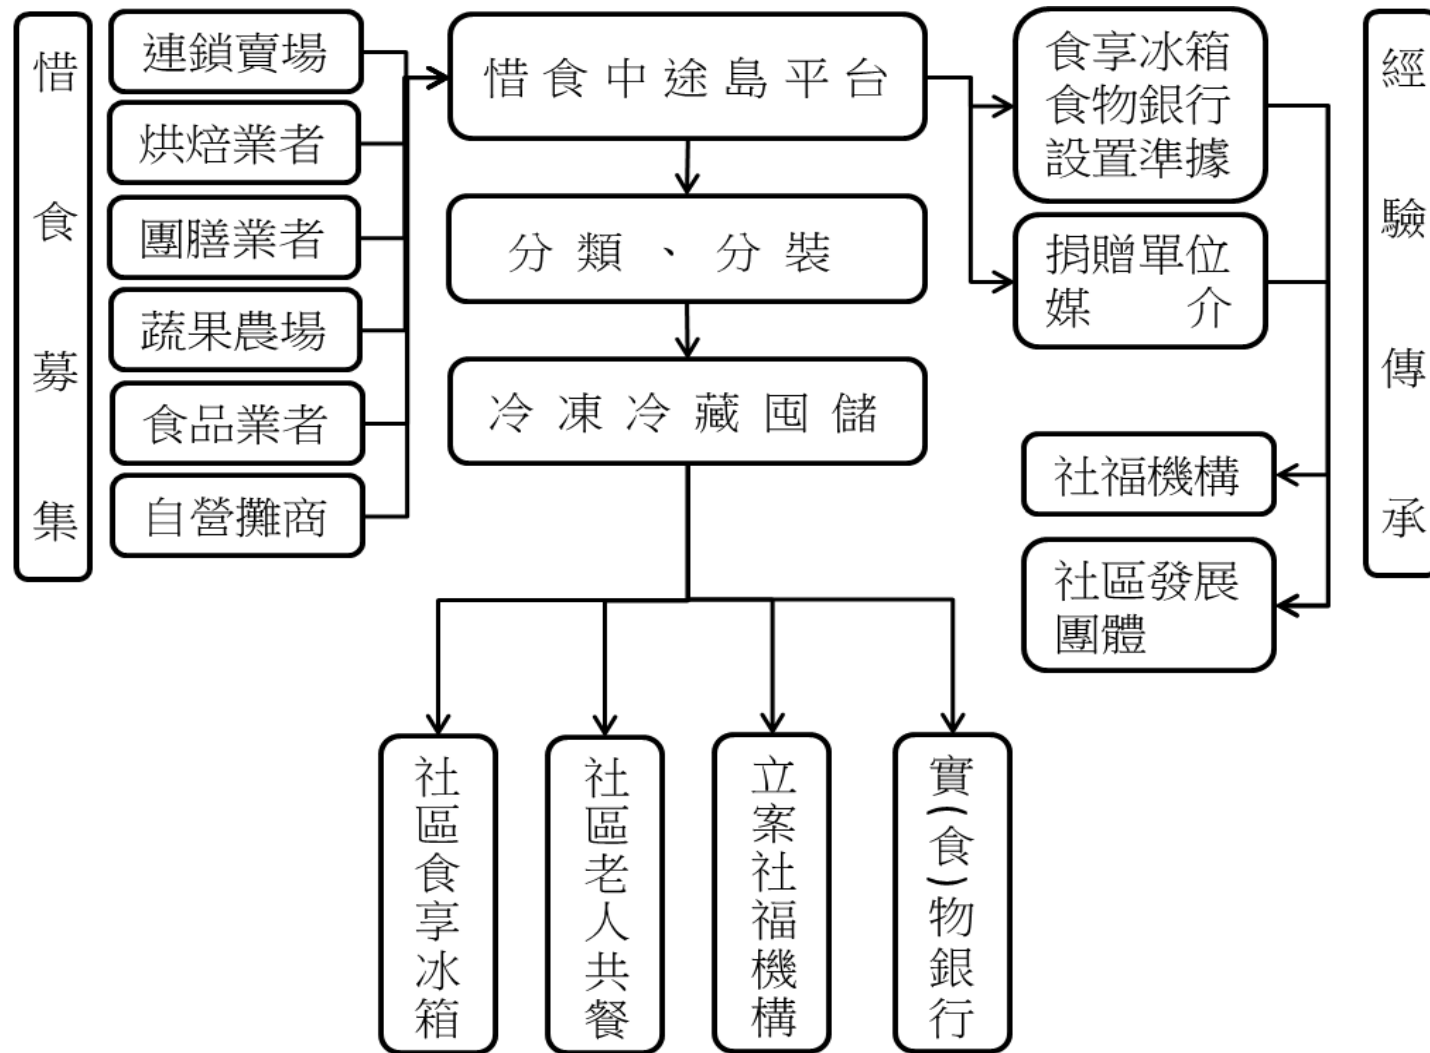 惜食募集
連鎖賣場
烘焙業者
團膳業者
蔬果農場
食品業者
自營攤商
惜食中途島平台
分類、分裝
冷凍冷藏囤儲
社區食享冰箱
社區老人共餐
立案社福機構
實(食)物銀行
食享冰箱
食物銀行
設置準據
捐贈單位
媒介
社福機構
社區發展
團體
經驗傳承